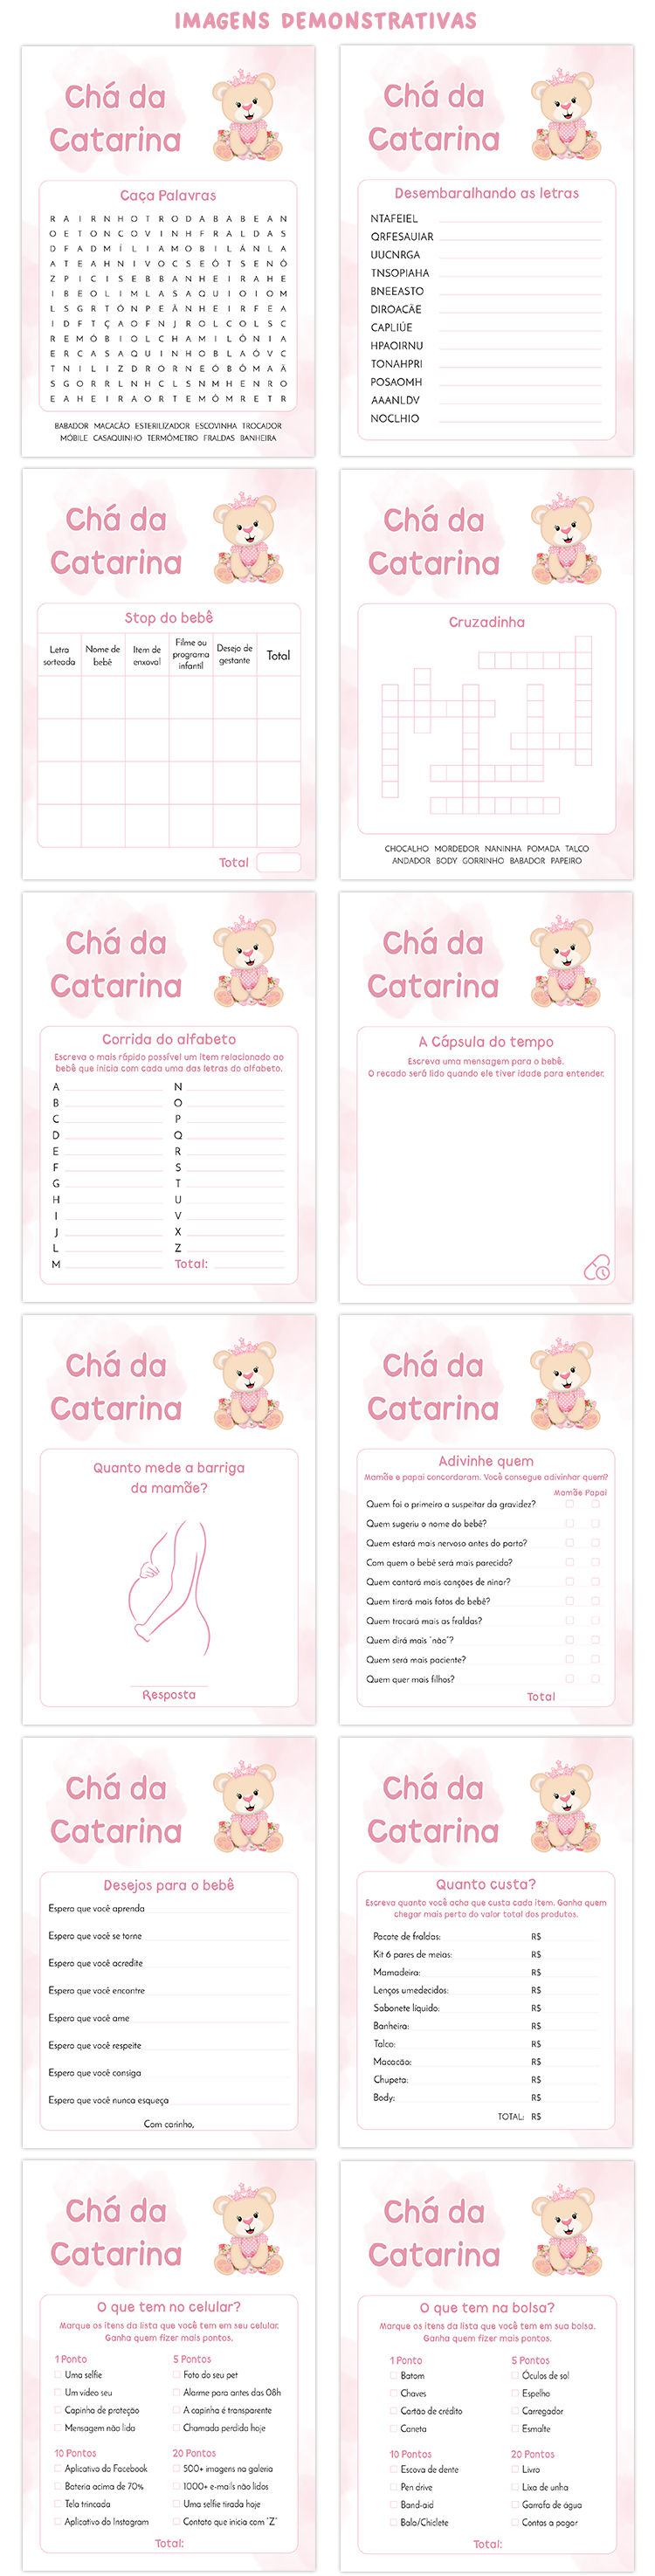 IMAGENS DEMONSTRATIVAS
Chá da
Catarina
Caça Palavras
R A I R N H O T R O D A B A B E A N
O E T O N C O V I N H F R A L D A S
D F A D M Í L I A M O B I L Â N L A
A T E A H N I V O C S E Ó T S E N Ô
Z P I C I S E B B A N H E I R A H E
I B E O L I M L A S A Q U I O I O M
L S G R T Ô N P E Ã N H E I R F E A
I D F T Ç A O F N J R O L C O L S C
R E M Ó B I O L C H A M I L Ô N I A
E R C A S A Q U I N H O B L A Ó V C
T N I L I Z D R O R N E Ó B Ô M A Ã
S G O R R L N H C L S N M H E N R O
E A H E I R A O R T E M Ô M R E T R
BABADOR MACACÃO ESTERILIZADOR ESCOVINHA TROCADOR
MÓBILE CASAQUINHO TERMÔMETRO FRALDAS BANHEIRA
Chá da
Catarina
Desembaralhando as letras
NTAFEIEL
QRFESAUIAR
UUCNRGA
TNSOPIAHA
BNEEASTO
DIROACÃE
CAPLIÚE
HPAOIRNU
TONAHPRI
POSAOMH
AAANLDV
NOCLHIO
Chá da
Catarina
Stop do bebê
Letra sorteada
Nome de bebê
Item de enxoval
Filme ou programa infantil
Desejo de gestante
Total
Total
Chá da
Catarina
Cruzadinha
CHOCALHO MORDEDOR NANINHA POMADA TALCO
ANDADOR BODY GORRINHO BABADOR PAPEIRO
Chá da
Catarina
Corrida do alfabeto
Escreva o mais rápido possível um item relacionado ao
bebê que inicia com cada uma das letras do alfabeto.
A N
B O
C P
D Q
E R
F S
G T
H U
I V
J X
L Z
M Total:
Chá da
Catarina
A Cápsula do tempo
Escreva uma mensagem para o bebê.
O recado será lido quando ele tiver idade para entender.
Chá da
Catarina
Quanto mede a barriga
da mamãe?
Resposta
Chá da
Catarina
Adivinhe quem
Mamãe e papai concordaram. Você consegue adivinhar quem?
Mamãe Papai
Quem foi o primeiro a suspeitar da gravidez?
Quem sugeriu o nome do bebê?
Quem estará mais nervoso antes do parto?
Com quem o bebê será mais parecido?
Quem cantará mais canções de ninar?
Quem tirará mais fotos do bebê?
Quem trocará mais as fraldas?
Quem dirá mais "não"?
Quem será mais paciente?
Quem quer mais filhos?
Total
Chá da
Catarina
Desejos para o bebê
Espero que você aprenda
Espero que você se torne
Espero que você acredite
Espero que você encontre
Espero que você ame
Espero que você respeite
Espero que você consiga
Espero que você nunca esqueça
Com carinho,
Chá da
Catarina
Quanto custa?
Escreva quanto você acha que custa cada item. Ganha quem
chegar mais perto do valor total dos produtos.
Pacote de fraldas: R$
Kit 6 pares de meias: R$
Mamadeira: R$
Lenços umedecidos: R$
Sabonete líquido: R$
Banheira: R$
Talco: R$
Macacão: R$
Chupeta: R$
Body: R$
TOTAL: R$
Chá da
Catarina
O que tem no celular?
Marque os itens da lista que você tem em seu celular.
Ganha quem fizer mais pontos.
1 Ponto
Uma selfie
Um vídeo seu
Capinha de proteção
Mensagem não lida
5 Pontos
Foto do seu pet
Alarme para antes das 08h
A capinha é transparente
Chamada perdida hoje
10 Pontos
Aplicativo do Facebook
Bateria acima de 70%
Tela trincada
Aplicativo do Instagram
20 Pontos
500+ imagens na galeria
1000+ e-mails não lidos
Uma selfie tirada hoje
Contato que inicia com "Z"
Total:
Chá da
Catarina
O que tem na bolsa?
Marque os itens da lista que você tem em sua bolsa.
Ganha quem fizer mais pontos.
1 Ponto
Batom
Chaves
Cartão de crédito
Caneta
5 Pontos
Óculos de sol
Espelho
Carregador
Esmalte
10 Pontos
Escova de dente
Pen drive
Band-aid
Bala/Chiclete
20 Pontos
Livro
Lixa de unha
Garrafa de água
Contas a pagar
Total: